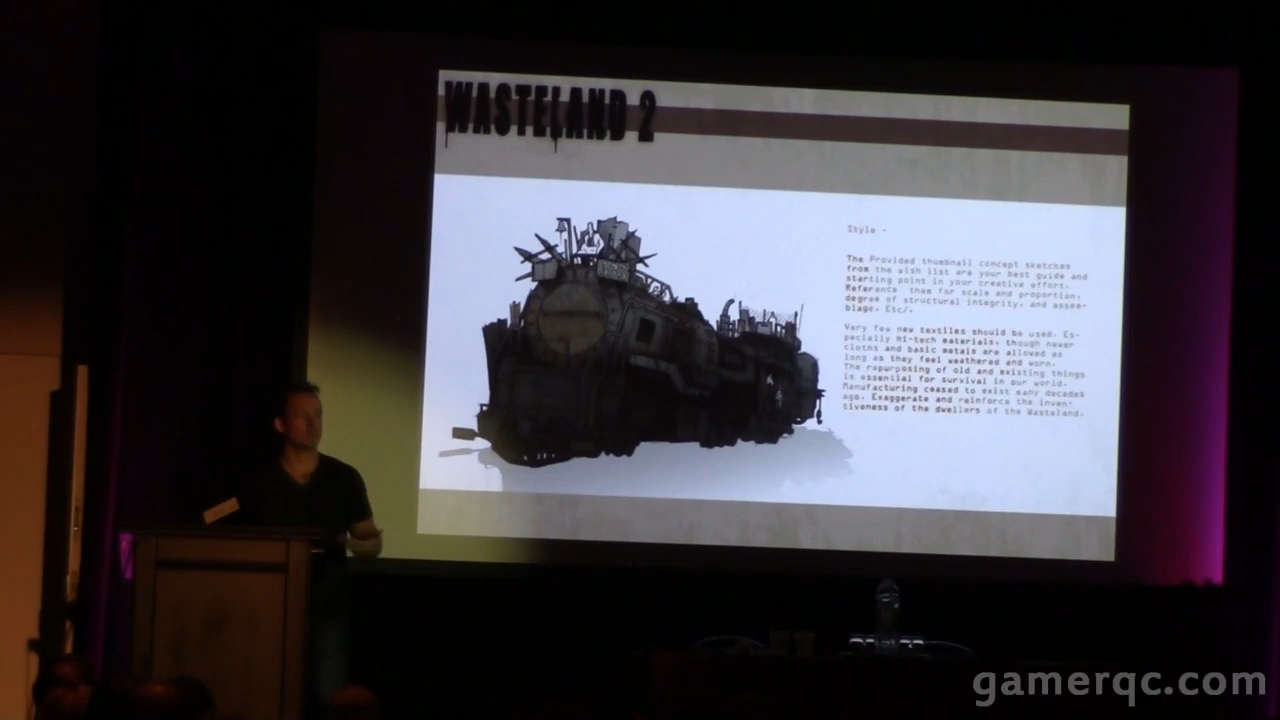 WASTELAND 2
Style -
The Provided thumbnail concept sketches
from the wish list are your best guide and
starting point in your creative effort.
Referance them for scale and proportion,
degree of structural integrity, and assem-
blage. Esc/.
Very few new textiles should be used. Es-
pecially hi-tech materials, though newer
cloths and basic metals are allowed as
long as they feel weathered and worn.
The repurposing of old and existing things
is essential for survival in our world.
Manufacturing ceased to exist many decades
ago. Exaggerate and reinforce the inven-
tiveness of the dwellers of the Wasteland.
gamerqc.com